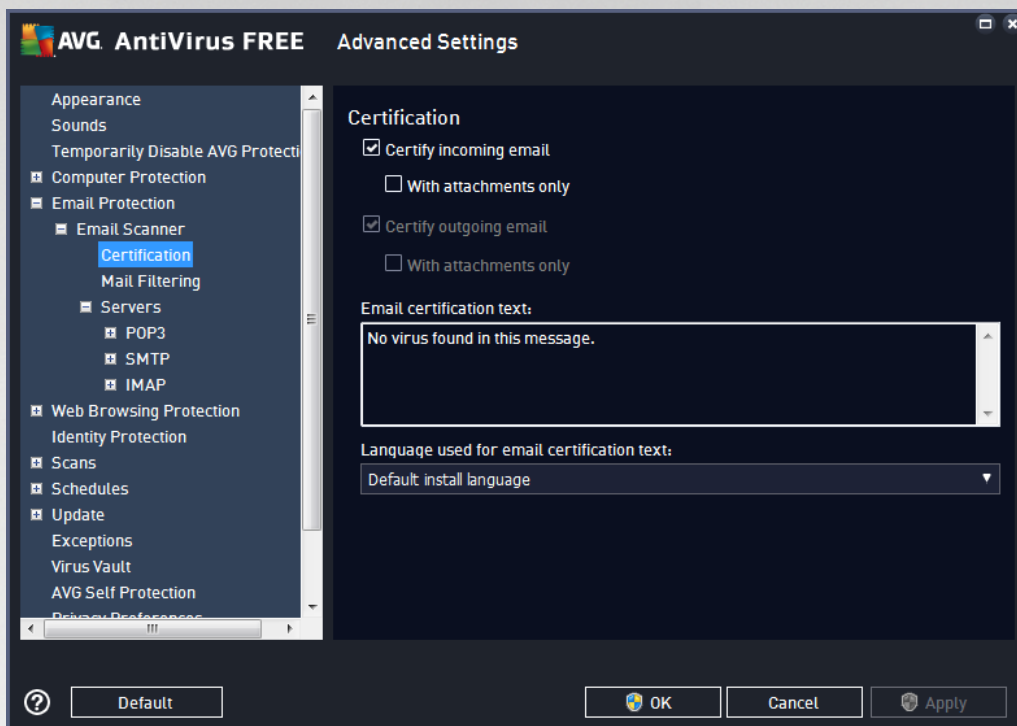 AVG. AntiVirus FREE Advanced Settings
Appearance
Sounds
Temporarily Disable AVG Protecti
Computer Protection
Email Protection
Email Scanner
Certification
Mail Filtering
Servers
POP3
SMTP
IMAP
Web Browsing Protection
Identity Protection
Scans
Schedules
Update
Exceptions
Virus Vault
AVG Self Protection
Privacy Preferences
Certification
Certify incoming email
With attachments only
Certify outgoing email
With attachments only
Email certification text:
No virus found in this message.
Language used for email certification text:
Default install language
? Default OK Cancel Apply